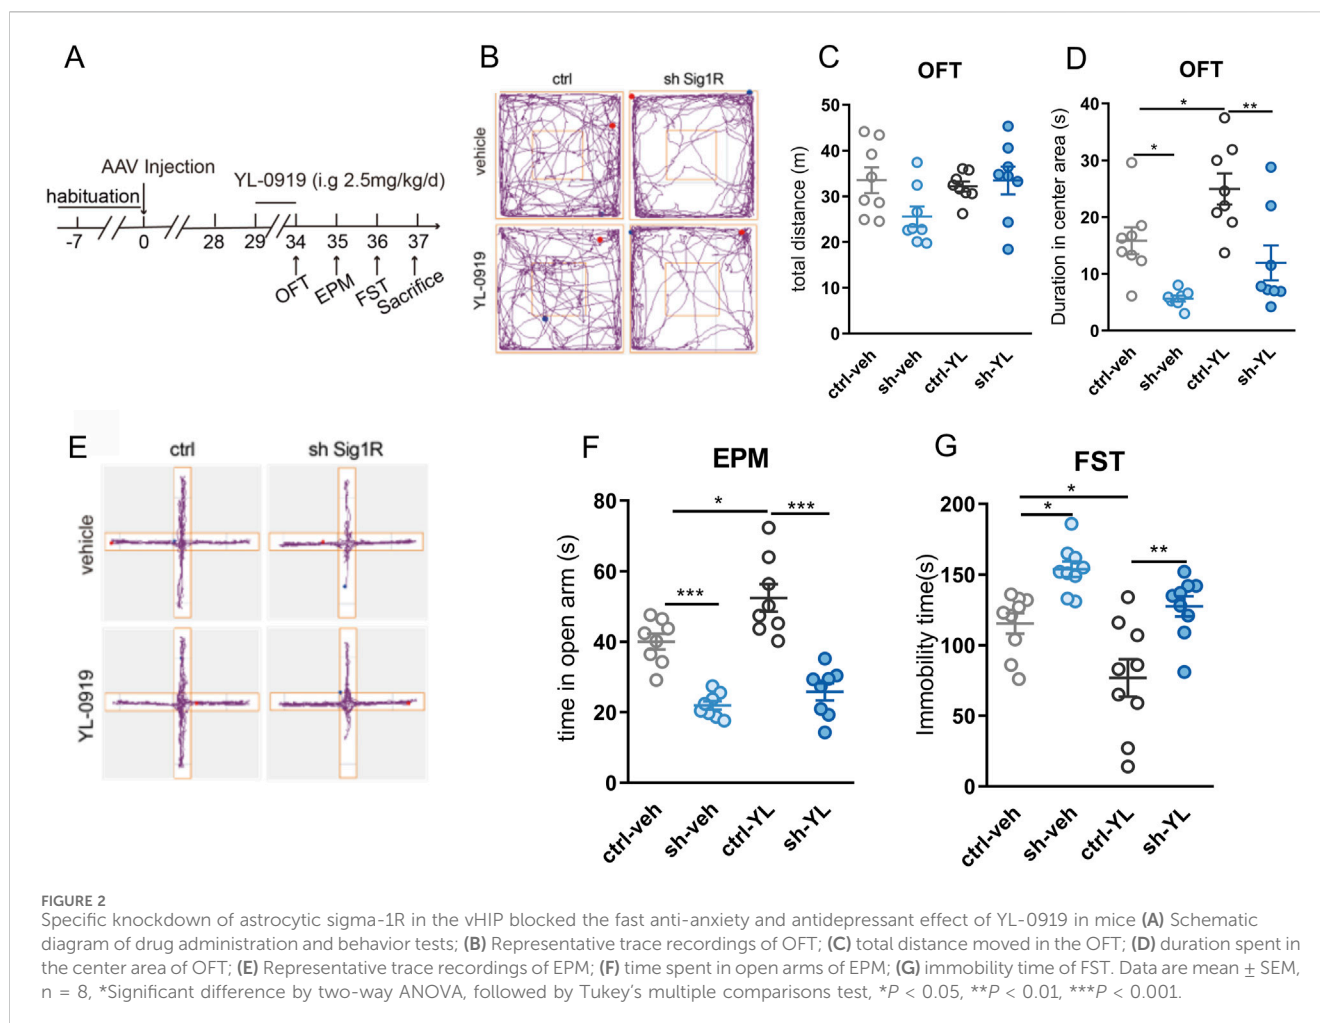 A
AAV Injection
YL-0919 (i.g 2.5mg/kg/d)
habituation
-7
0
28
29
34
35
36
37
OFT
EPM
FST
Sacrifice
B
ctrl
sh Sig1R
vehicle
YL-0919
C
OFT
total distance (m)
50
40
30
20
10
0
ctrl-veh
sh-veh
ctrl-YL
sh-YL
D
OFT
Duration in center area (s)
40
30
20
10
0
*
**
*
ctrl-veh
sh-veh
ctrl-YL
sh-YL
E
ctrl
sh Sig1R
vehicle
YL-0919
F
EPM
time in open arm (s)
80
60
40
20
0
*
***
***
ctrl-veh
sh-veh
ctrl-YL
sh-YL
G
FST
Immobility time(s)
200
150
100
50
0
*
*
**
ctrl-veh
sh-veh
ctrl-YL
sh-YL
FIGURE 2
Specific knockdown of astrocytic sigma-1R in the vHIP blocked the fast anti-anxiety and antidepressant effect of YL-0919 in mice (A) Schematic
diagram of drug administration and behavior tests; (B) Representative trace recordings of OFT; (C) total distance moved in the OFT; (D) duration spent in
the center area of OFT; (E) Representative trace recordings of EPM; (F) time spent in open arms of EPM; (G) immobility time of FST. Data are mean ± SEM,
n = 8, *Significant difference by two-way ANOVA, followed by Tukey's multiple comparisons test, *P < 0.05, **P < 0.01, ***P < 0.001.